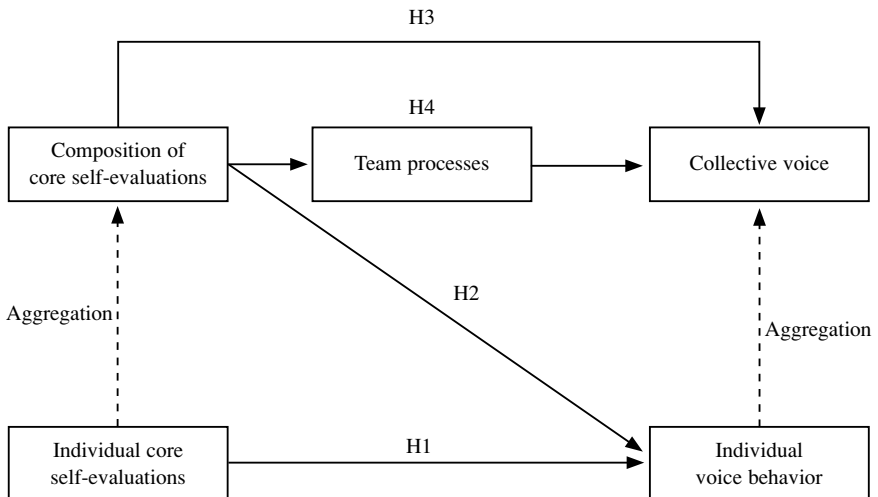 H3
H4
Composition of
core self-evaluations
Team processes
Collective voice
H2
Aggregation
Aggregation
Individual core
self-evaluations
H1
Individual
voice behavior